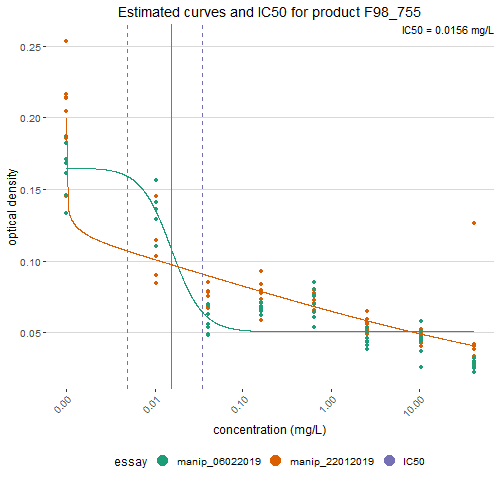 Estimated curves and IC50 for product F98_755
IC50 = 0.0156 mg/L
optical density
0.25
0.20
0.15
0.10
0.05
0.00 0.01 0.10 1.00 10.00
concentration (mg/L)
essay manip_06022019 manip_22012019 IC50